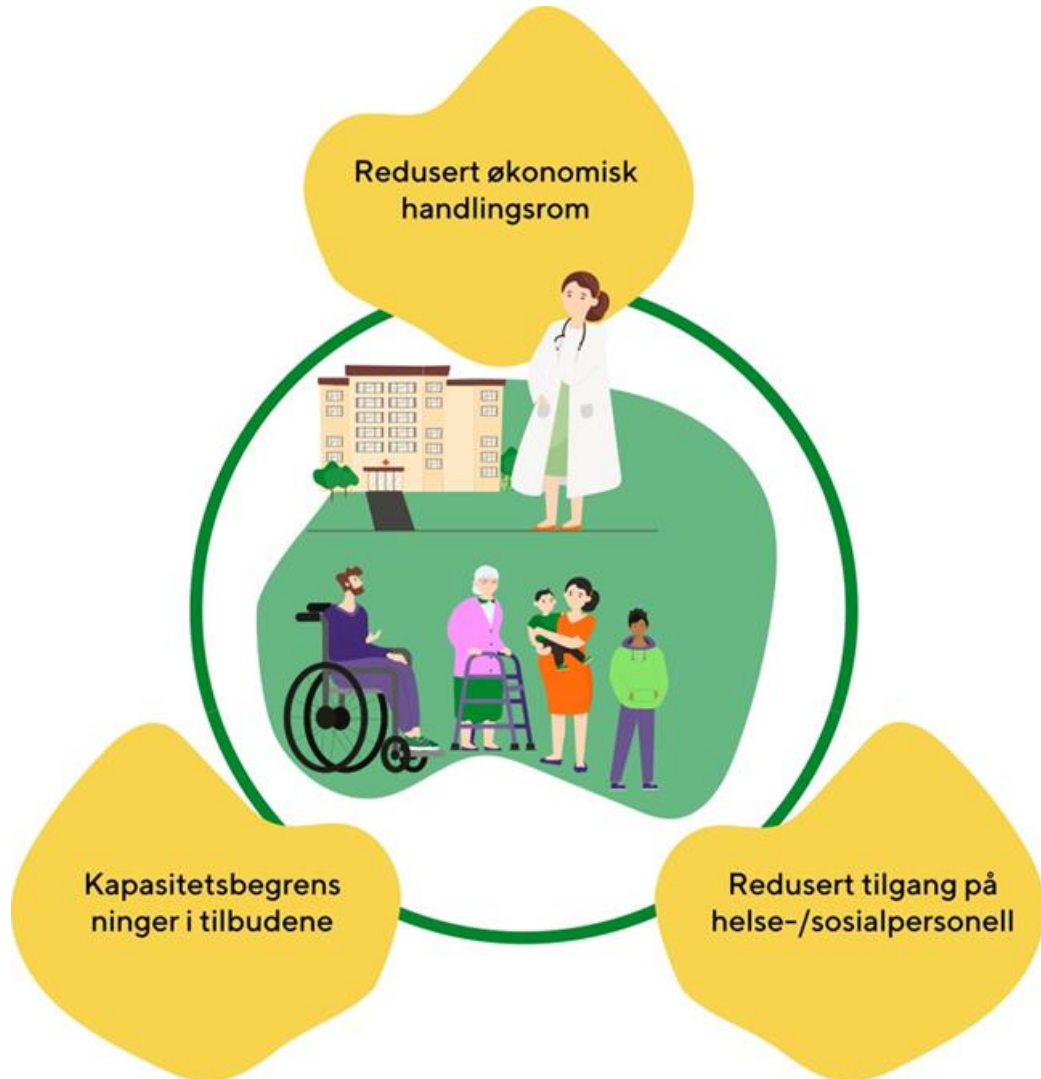 Redusert økonomisk
handlingsrom
Kapasitetsbegrens
ninger i tilbudene
Redusert tilgang på
helse-/sosialpersonell